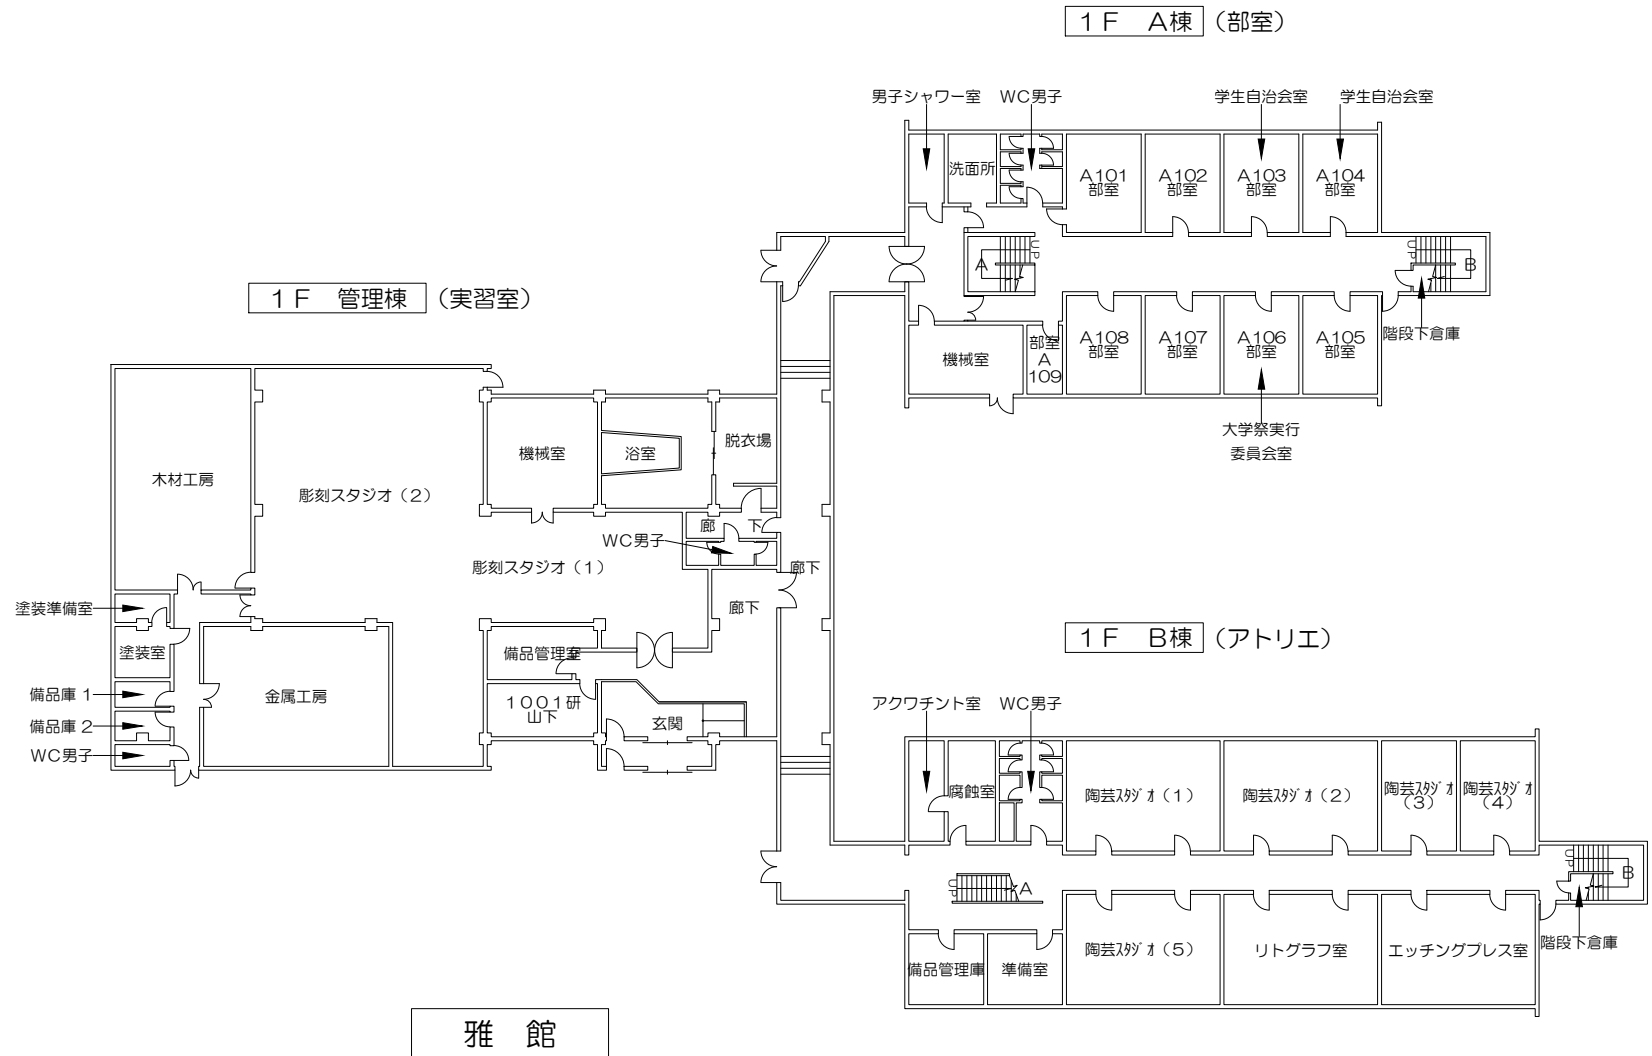 1F A棟（部室）
男子シャワー室
WC男子
学生自治会室
学生自治会室
洗面所
A101
部室
A102
部室
A103
部室
A104
部室
UP
A
UP
B
階段下倉庫
機械室
部室
A
109
A108
部室
A107
部室
A106
部室
A105
部室
大学祭実行
委員会室
1F 管理棟（実習室）
木材工房
彫刻スタジオ（2）
機械室
浴室
脱衣場
廊 下
WC男子
彫刻スタジオ（1）
廊下
廊下
塗装準備室
塗装室
備品庫 1
備品庫 2
WC男子
金属工房
備品管理室
1001研
山下
玄関
1F B棟（アトリエ）
アクワチント室
WC男子
腐蝕室
陶芸ｽﾀｼﾞｵ（1）
陶芸ｽﾀｼﾞｵ（2）
陶芸ｽﾀｼﾞｵ
（3）
陶芸ｽﾀｼﾞｵ
（4）
UP
A
UP
B
階段下倉庫
備品管理庫
準備室
陶芸ｽﾀｼﾞｵ（5）
リトグラフ室
エッチングプレス室
雅 館